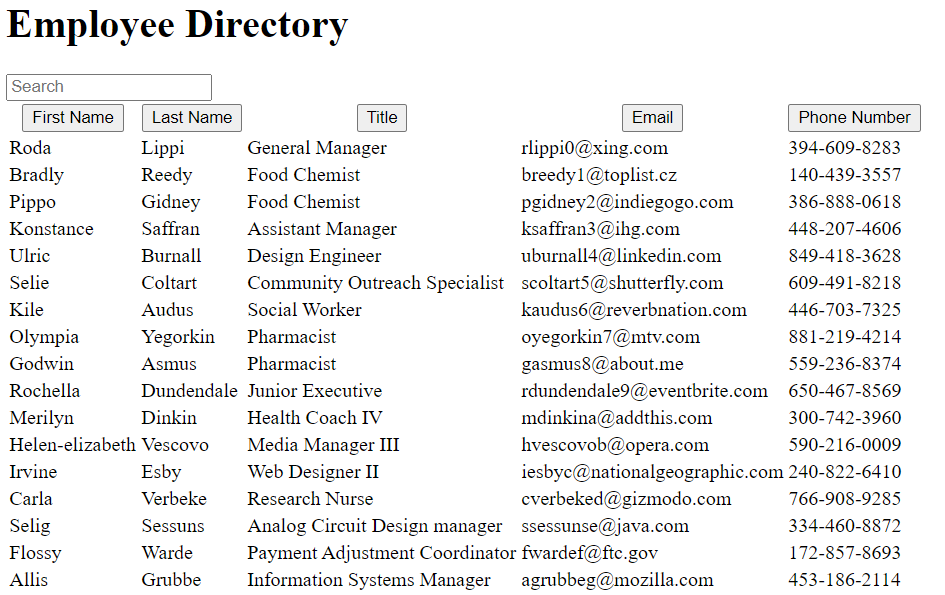 Employee Directory
Search
First Name Last Name Title Email Phone Number
Roda Lippi General Manager rlippi0@xing.com 394-609-8283
Bradly Reedy Food Chemist breedy1@toplist.cz 140-439-3557
Pippo Gidney Food Chemist pgidney2@indiegogo.com 386-888-0618
Konstance Saffran Assistant Manager ksaffran3@ihg.com 448-207-4606
Ulric Burnall Design Engineer uburnall4@linkedin.com 849-418-3628
Selie Coltart Community Outreach Specialist scoltart5@shutterfly.com 609-491-8218
Kile Audus Social Worker kaudus6@reverbnation.com 446-703-7325
Olympia Yegorkin Pharmacist oyegorkin7@mtv.com 881-219-4214
Godwin Asmus Pharmacist gasmus8@about.me 559-236-8374
Rochella Dundendale Junior Executive rdundendale9@eventbrite.com 650-467-8569
Merilyn Dinkin Health Coach IV mdinkina@addthis.com 300-742-3960
Helen-elizabeth Vescovo Media Manager III hvescovob@opera.com 590-216-0009
Irvine Esby Web Designer II iesbyc@nationalgeographic.com 240-822-6410
Carla Verbeke Research Nurse cverbeked@gizmodo.com 766-908-9285
Selig Sessuns Analog Circuit Design manager ssessunse@java.com 334-460-8872
Flossy Warde Payment Adjustment Coordinator fwardef@ftc.gov 172-857-8693
Allis Grubbe Information Systems Manager agrubbeg@mozilla.com 453-186-2114